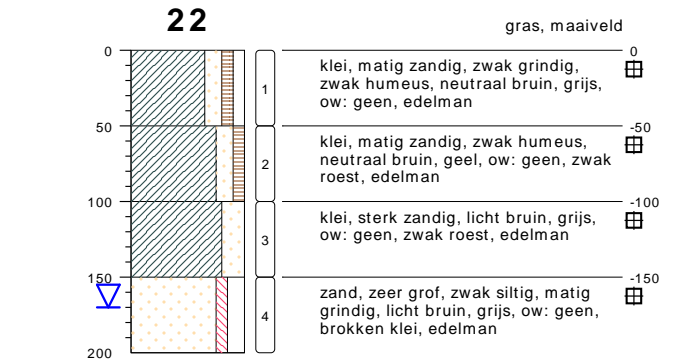 22
gras, maaiveld
0
0
klei, matig zandig, zwak grindig,
zwak humeus, neutraal bruin, grijs,
ow: geen, edelman
1
50
-50
klei, matig zandig, zwak humeus,
neutraal bruin, geel, ow: geen, zwak
roest, edelman
2
100
-100
klei, sterk zandig, licht bruin, grijs,
ow: geen, zwak roest, edelman
3
150
-150
zand, zeer grof, zwak siltig, matig
grindig, licht bruin, grijs, ow: geen,
brokken klei, edelman
4
200